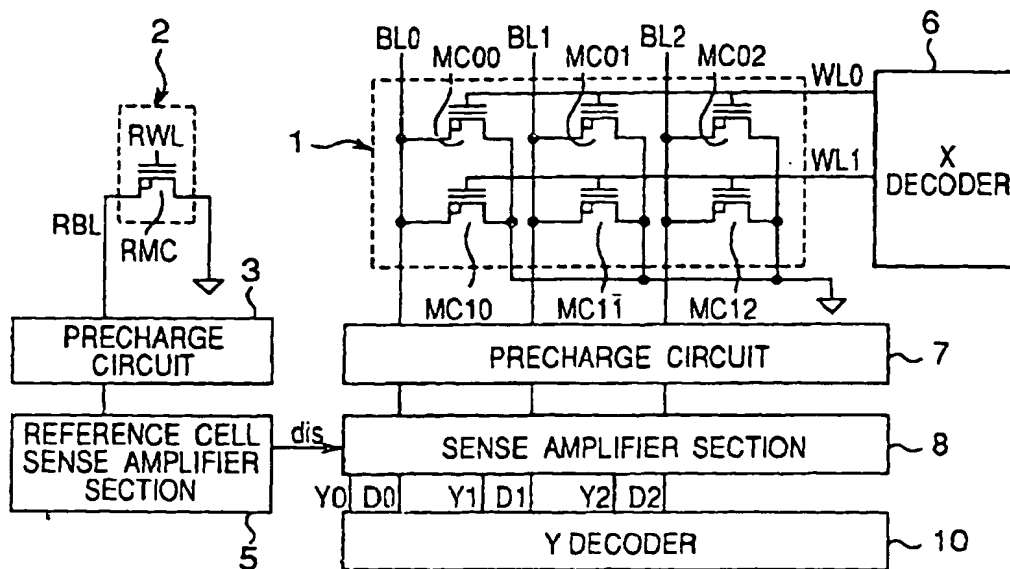 2
BL0 BL1 BL2
6
MC00 MC01 MC02
WL0
RWL
1
X
DECODER
WL1
RBL
RMC
3
MC10 MC11 MC12
PRECHARGE
CIRCUIT
PRECHARGE CIRCUIT
7
REFERENCE CELL
SENSE AMPLIFIER
SECTION
dis
SENSE AMPLIFIER SECTION
8
Y0 D0 Y1 D1 Y2 D2
5
Y DECODER
10